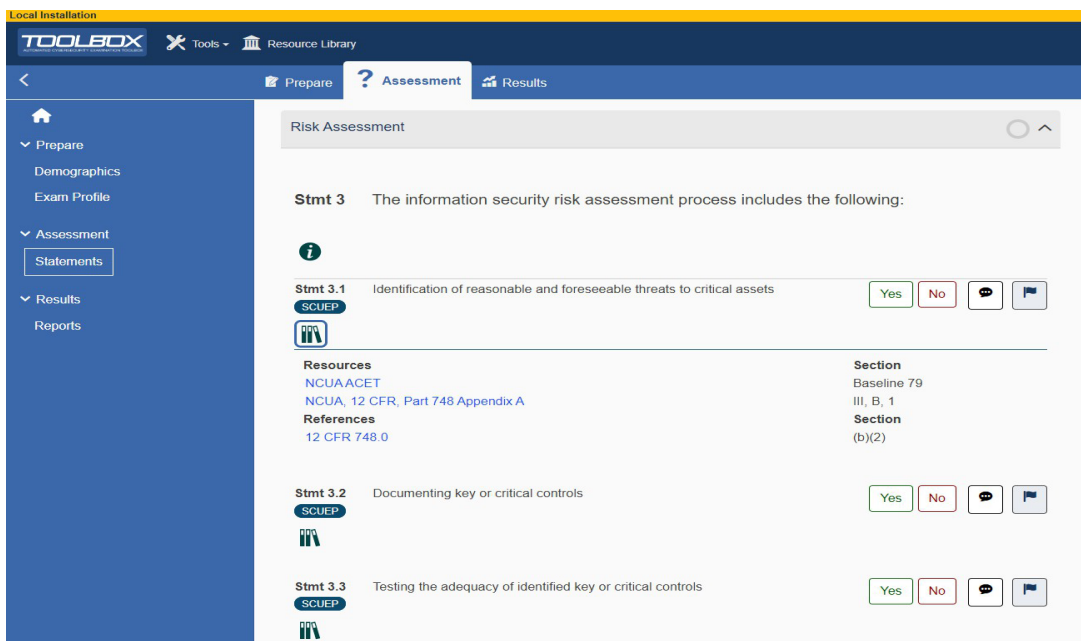 Local Installation
TOOLBOX
AUTOMATED CYBERSECURITY EXAMINATION TOOLBOX
Tools
Resource Library
Prepare
Assessment
Results
Prepare
Demographics
Exam Profile
Assessment
Statements
Results
Reports
Risk Assessment
Stmt 3 The information security risk assessment process includes the following:
Stmt 3.1 Identification of reasonable and foreseeable threats to critical assets Yes No
SCUEP
Resources Section
NCUA ACET Baseline 79
NCUA, 12 CFR, Part 748 Appendix A III, B, 1
References Section
12 CFR 748.0 (b)(2)
Stmt 3.2 Documenting key or critical controls Yes No
SCUEP
Stmt 3.3 Testing the adequacy of identified key or critical controls Yes No
SCUEP